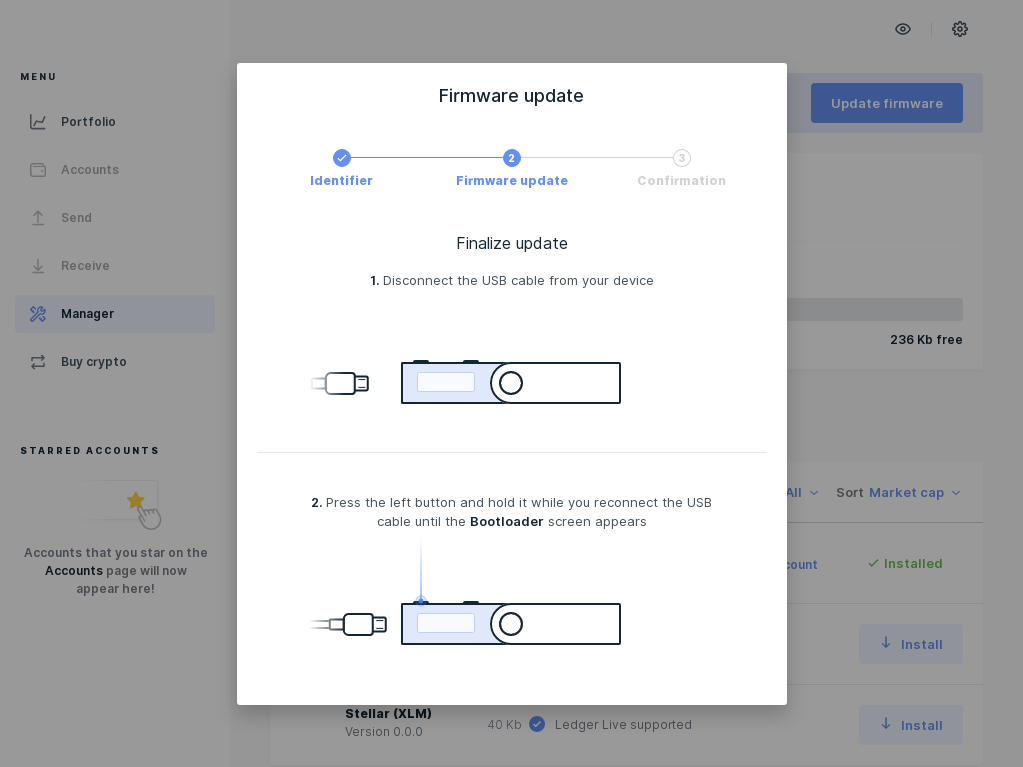 MENU
Portfolio
Accounts
Send
Receive
Manager
Buy crypto
STARRED ACCOUNTS
Accounts that you star on the
Accounts page will now
appear here!
Update firmware
236 Kb free
All
Sort Market cap
Installed
Install
Stellar (XLM)
Version 0.0.0
40 Kb
Ledger Live supported
Install
Firmware update
2
3
Identifier
Firmware update
Confirmation
Finalize update
1. Disconnect the USB cable from your device
2. Press the left button and hold it while you reconnect the USB
cable until the Bootloader screen appears